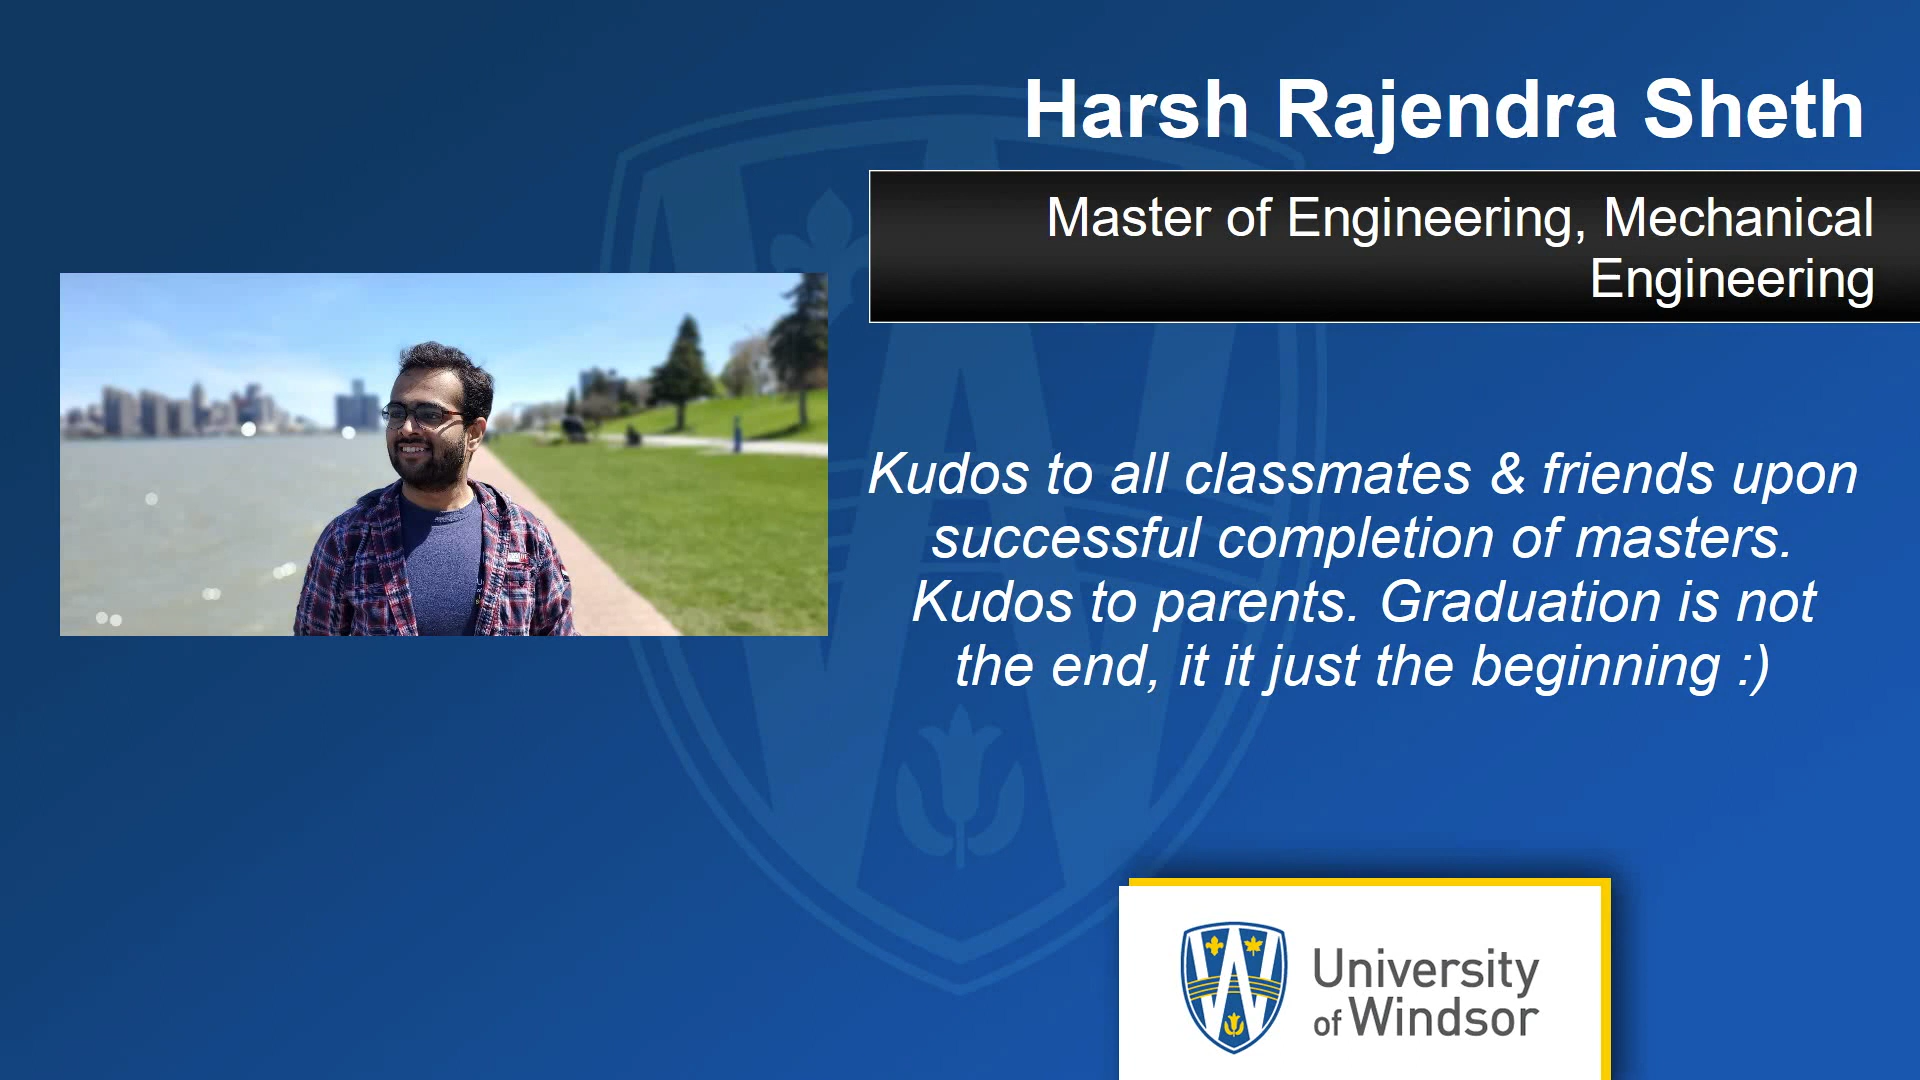 Harsh Rajendra Sheth
Master of Engineering, Mechanical
Engineering
Kudos to all classmates & friends upon
successful completion of masters.
Kudos to parents. Graduation is not
the end, it it just the beginning :)
University
of Windsor